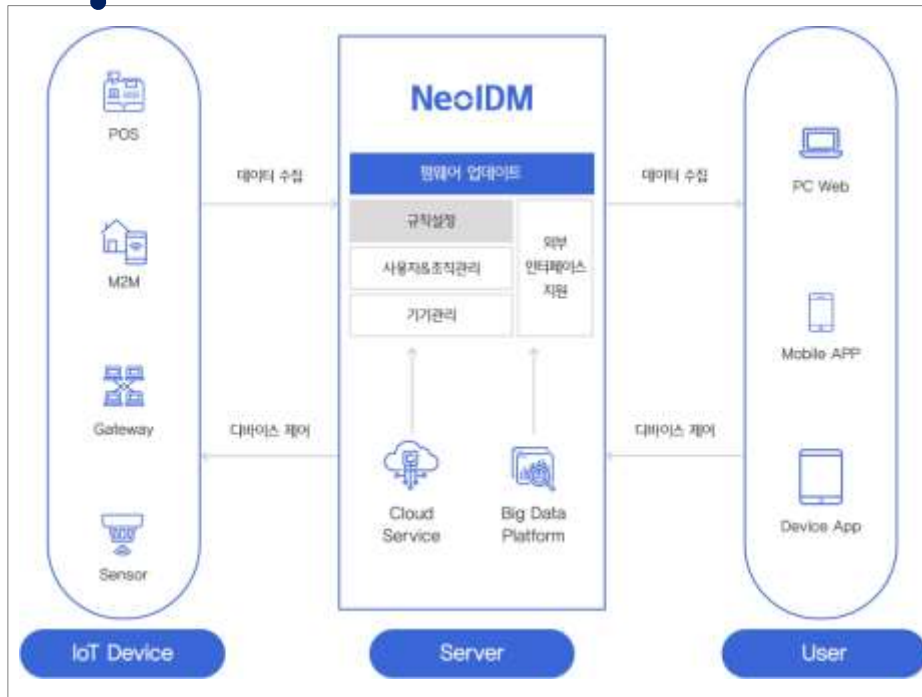 POS
M2M
Gateway
Sensor
IoT Device
데이터 수집
디바이스 제어
NeoIDM
펌웨어 업데이트
규칙설정
사용자&조직관리
기기관리
외부
인터페이스
지원
Cloud
Service
Big Data
Platform
Server
데이터 수집
디바이스 제어
PC Web
Mobile APP
Device App
User